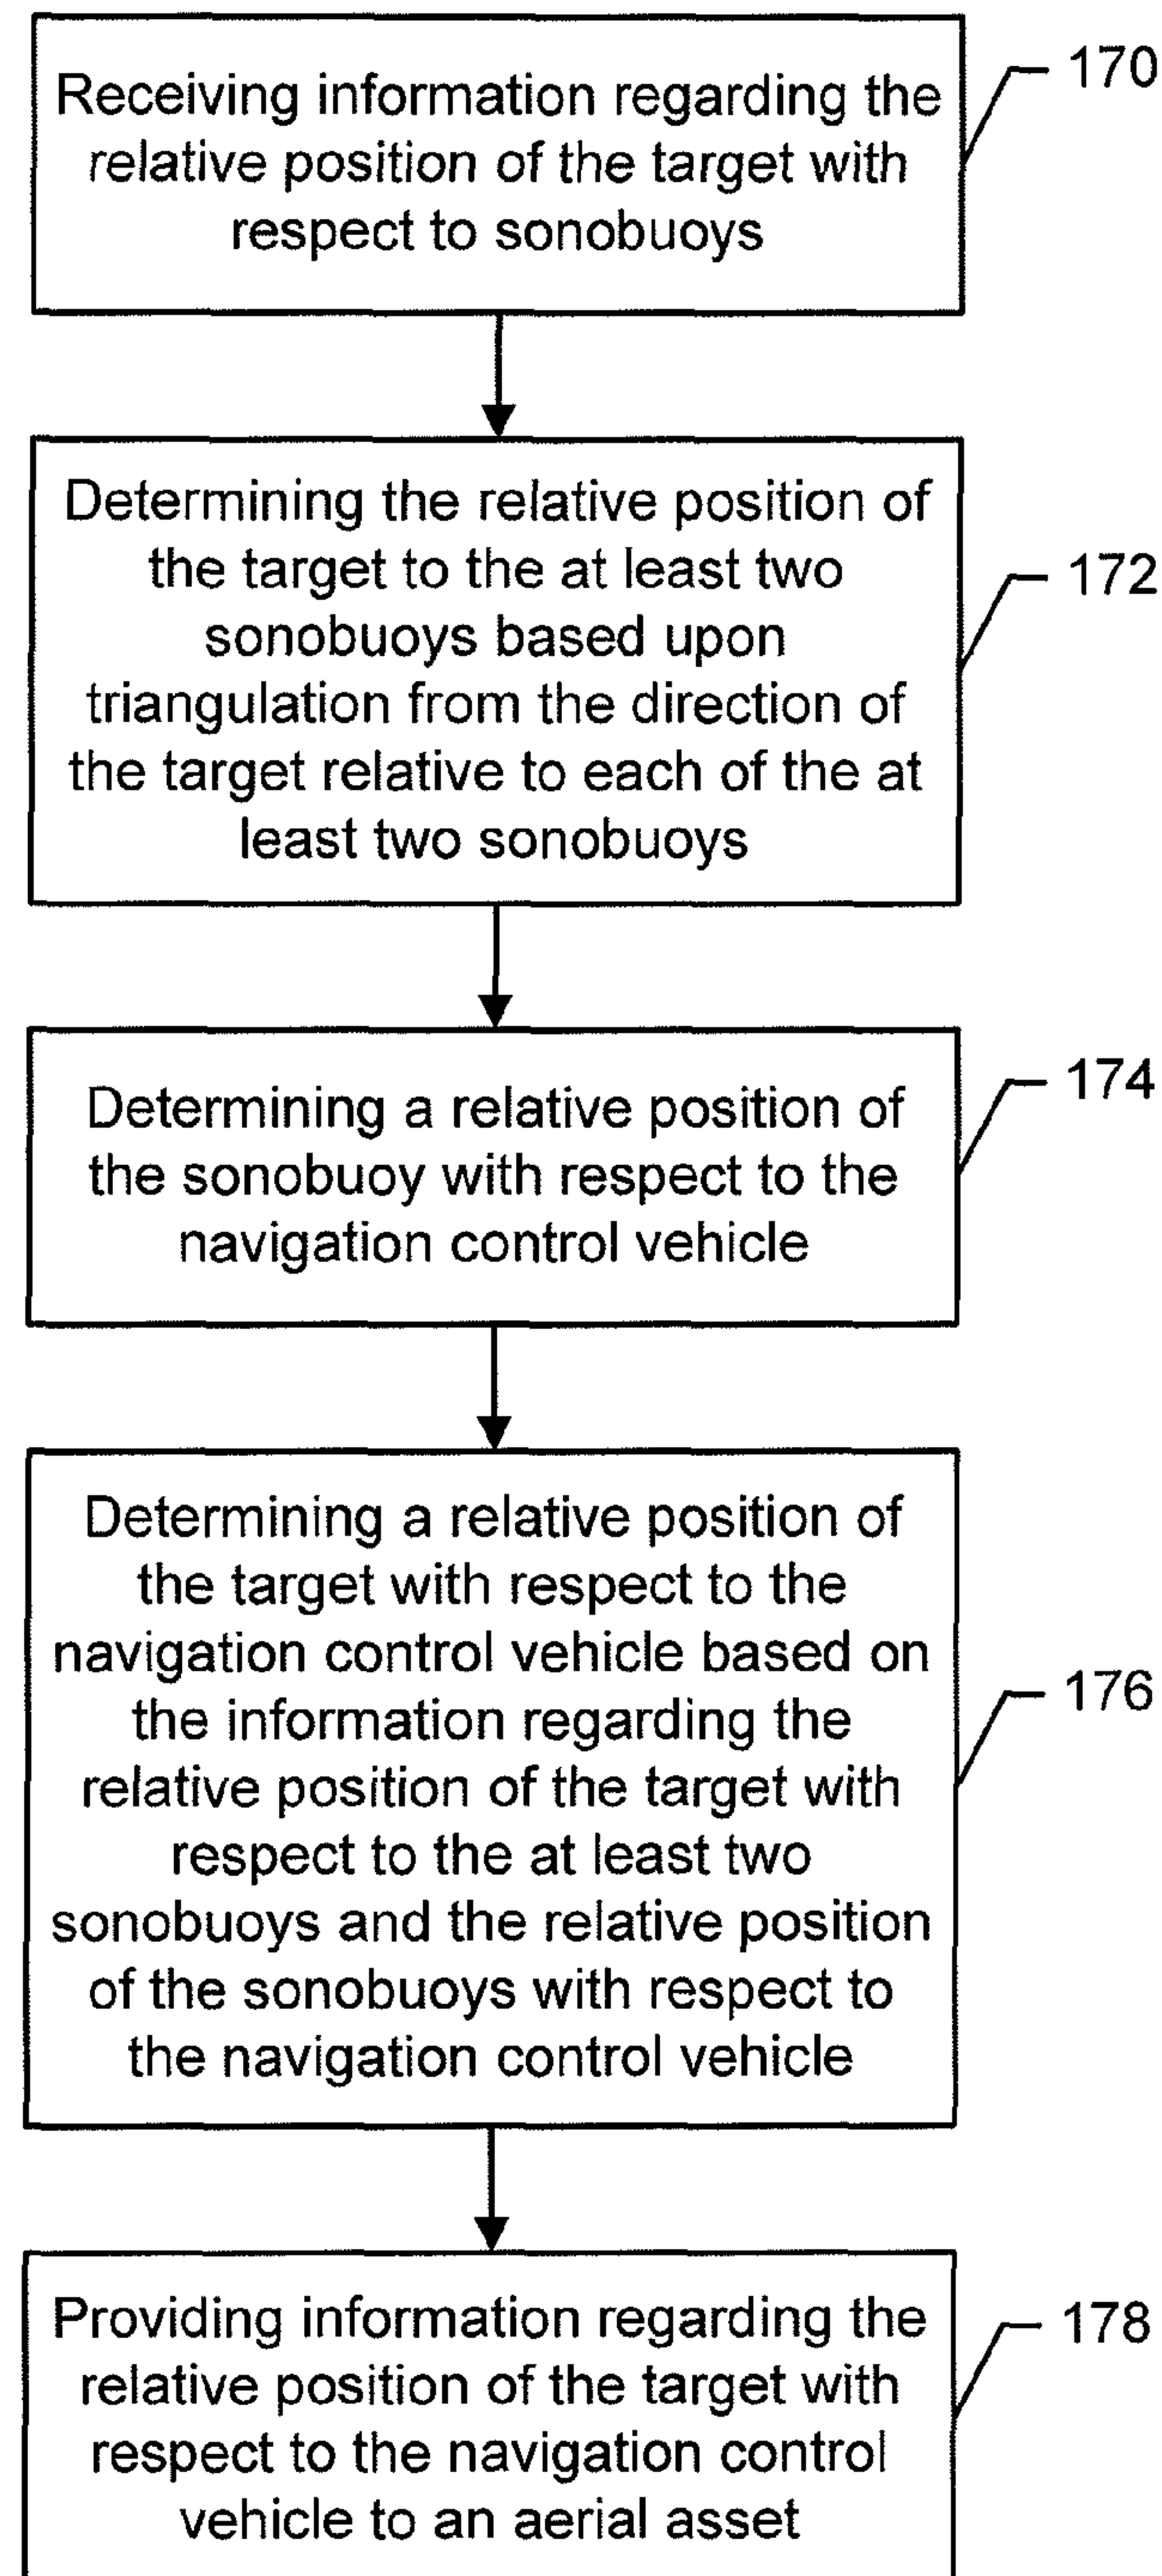 Receiving information regarding the
relative position of the target with
respect to sonobuoys
170
Determining the relative position of
the target to the at least two
sonobuoys based upon
triangulation from the direction of
the target relative to each of the at
least two sonobuoys
172
Determining a relative position of
the sonobuoy with respect to the
navigation control vehicle
174
Determining a relative position of
the target with respect to the
navigation control vehicle based on
the information regarding the
relative position of the target with
respect to the at least two
sonobuoys and the relative position
of the sonobuoys with respect to
the navigation control vehicle
176
Providing information regarding the
relative position of the target with
respect to the navigation control
vehicle to an aerial asset
178